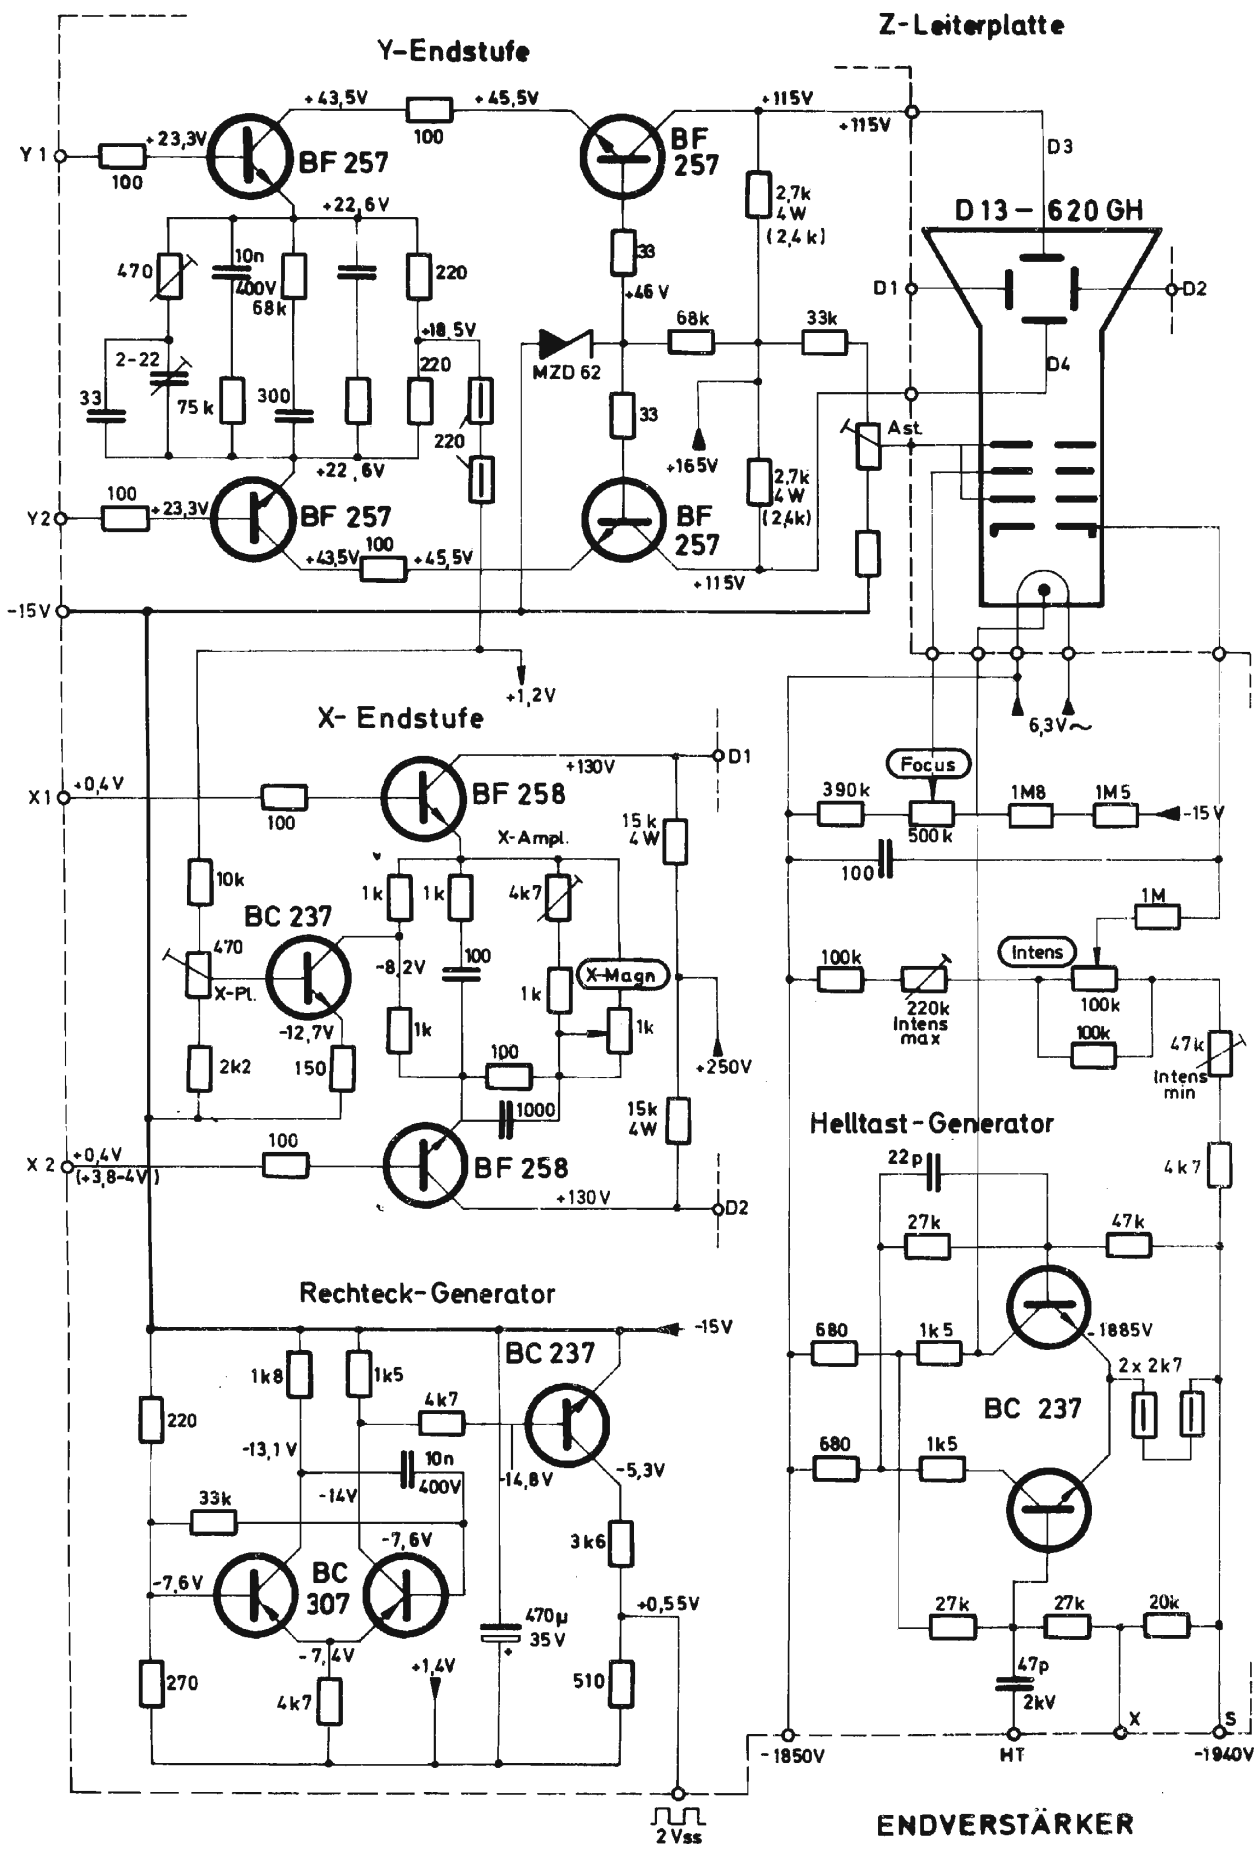 Z-Leiterplatte
Y-Endstufe
+43,5V
+45,5V
+115V
+115V
100
BF 257
BF
257
Y 1
+23,3V
100
D3
D 13 - 620 GH
2,7k
4W
(2,4k)
+22,6V
470
10n
400V
68k
220
33
+46V
D1
D2
+18,5V
68k
33k
2-22
220
MZD 62
D4
33
75k
300
33
220
Ast.
+165V
+22,6V
2,7k
4W
(2,4k)
100
Y2
+23,3V
BF 257
BF
257
100
+43,5V
+45,5V
+115V
-15V
+1,2V
X- Endstufe
6,3V~
+130V
D1
Focus
X1
+0,4V
BF 258
100
390k
500k
1M8
1M5
-15V
X-Ampl.
15k
4W
100
10k
1k
1k
4k7
1M
BC 237
470
X-Pl.
-8,2V
100
X-Magn
Intens
100k
220k
Intens
max
100k
100k
1k
1k
-12,7V
1k
47k
Intens
min
2k2
150
100
+250V
1000
15k
4W
Helltast-Generator
X2
+0,4V
(+3,8-4V)
100
BF 258
22p
4k7
+130V
D2
27k
47k
Rechteck-Generator
-15V
680
1k5
-1885V
BC 237
1k8
1k5
2 x 2k7
4k7
BC 237
220
-13,1V
680
1k5
10n
400V
-14,8V
-5,3V
-14V
33k
-7,6V
3k6
-7,6V
BC
307
27k
27k
20k
470µ
35V
+
+0,55V
-7,4V
+1,4V
47p
2kV
270
4k7
510
X
S
-1850V
HT
-1940V
2 Vss
ENDVERSTÄRKER